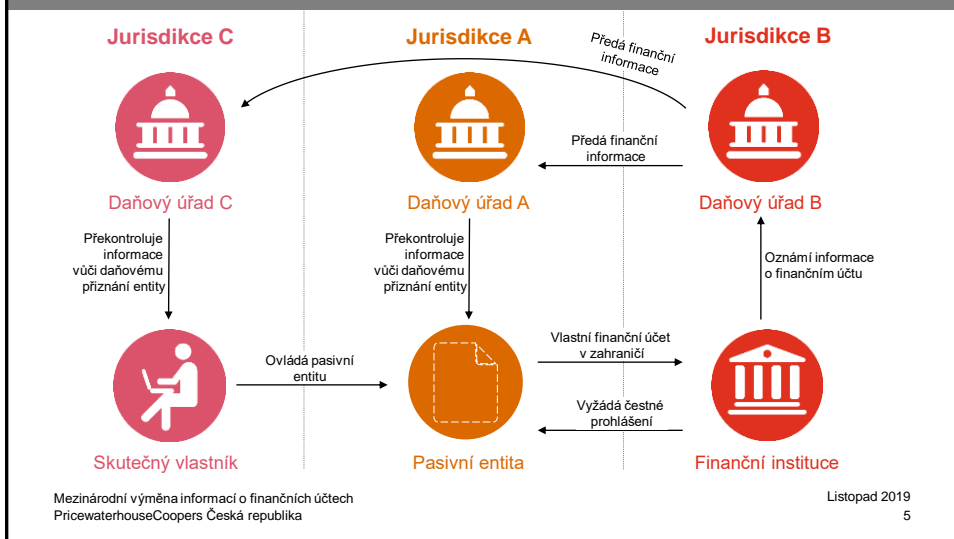 Jurisdikce C
Jurisdikce A
Jurisdikce B
Předá finanční
informace
Předá finanční
informace
Daňový úřad C
Daňový úřad A
Daňový úřad B
Překontroluje
informace
vůči daňovému
přiznání entity
Překontroluje
informace
vůči daňovému
přiznání entity
Oznámí informace
o finančním účtu
Ovládá pasivní
entitu
Vlastní finanční účet
v zahraničí
Vyžádá čestné
prohlášení
Skutečný vlastník
Pasivní entita
Finanční instituce
Mezinárodní výměna informací o finančních účtech
PricewaterhouseCoopers Česká republika
Listopad 2019
5